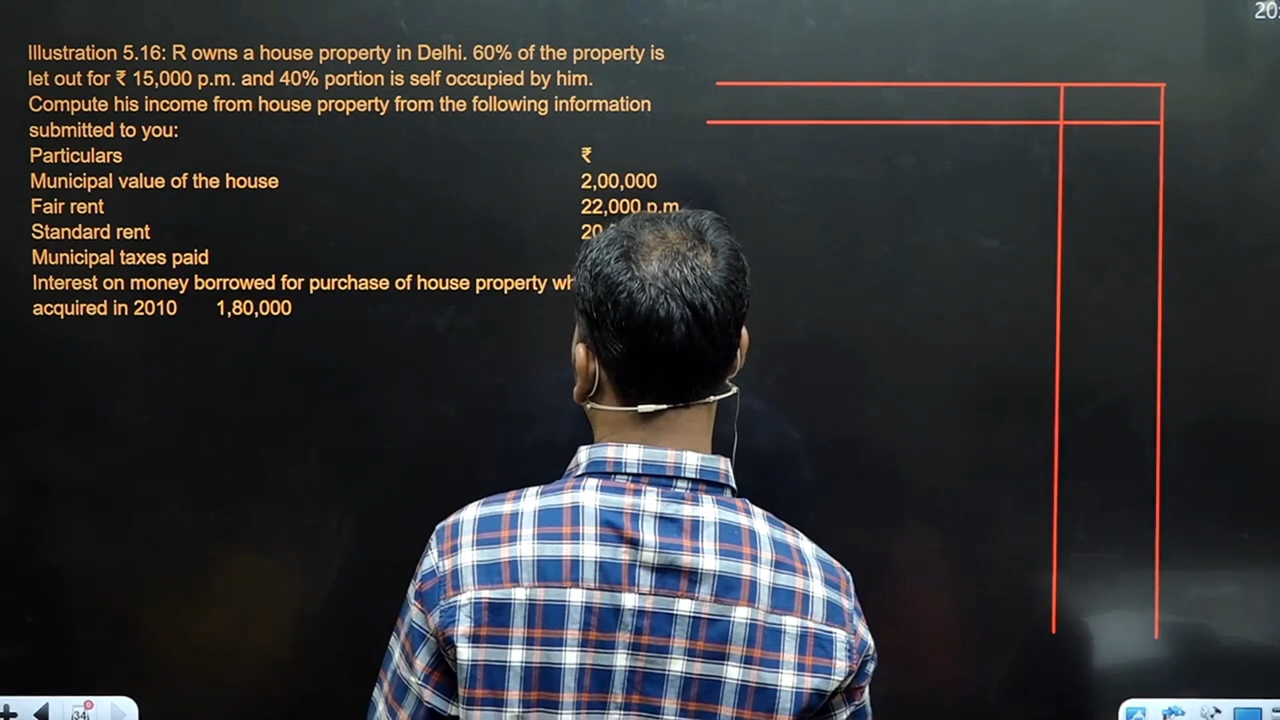 20:
Illustration 5.16: R owns a house property in Delhi. 60% of the property is
let out for ₹ 15,000 p.m. and 40% portion is self occupied by him.
Compute his income from house property from the following information
submitted to you:
Particulars ₹
Municipal value of the house 2,00,000
Fair rent 22,000 p.m
Standard rent 20
Municipal taxes paid
Interest on money borrowed for purchase of house property
acquired in 2010 1,80,000
34